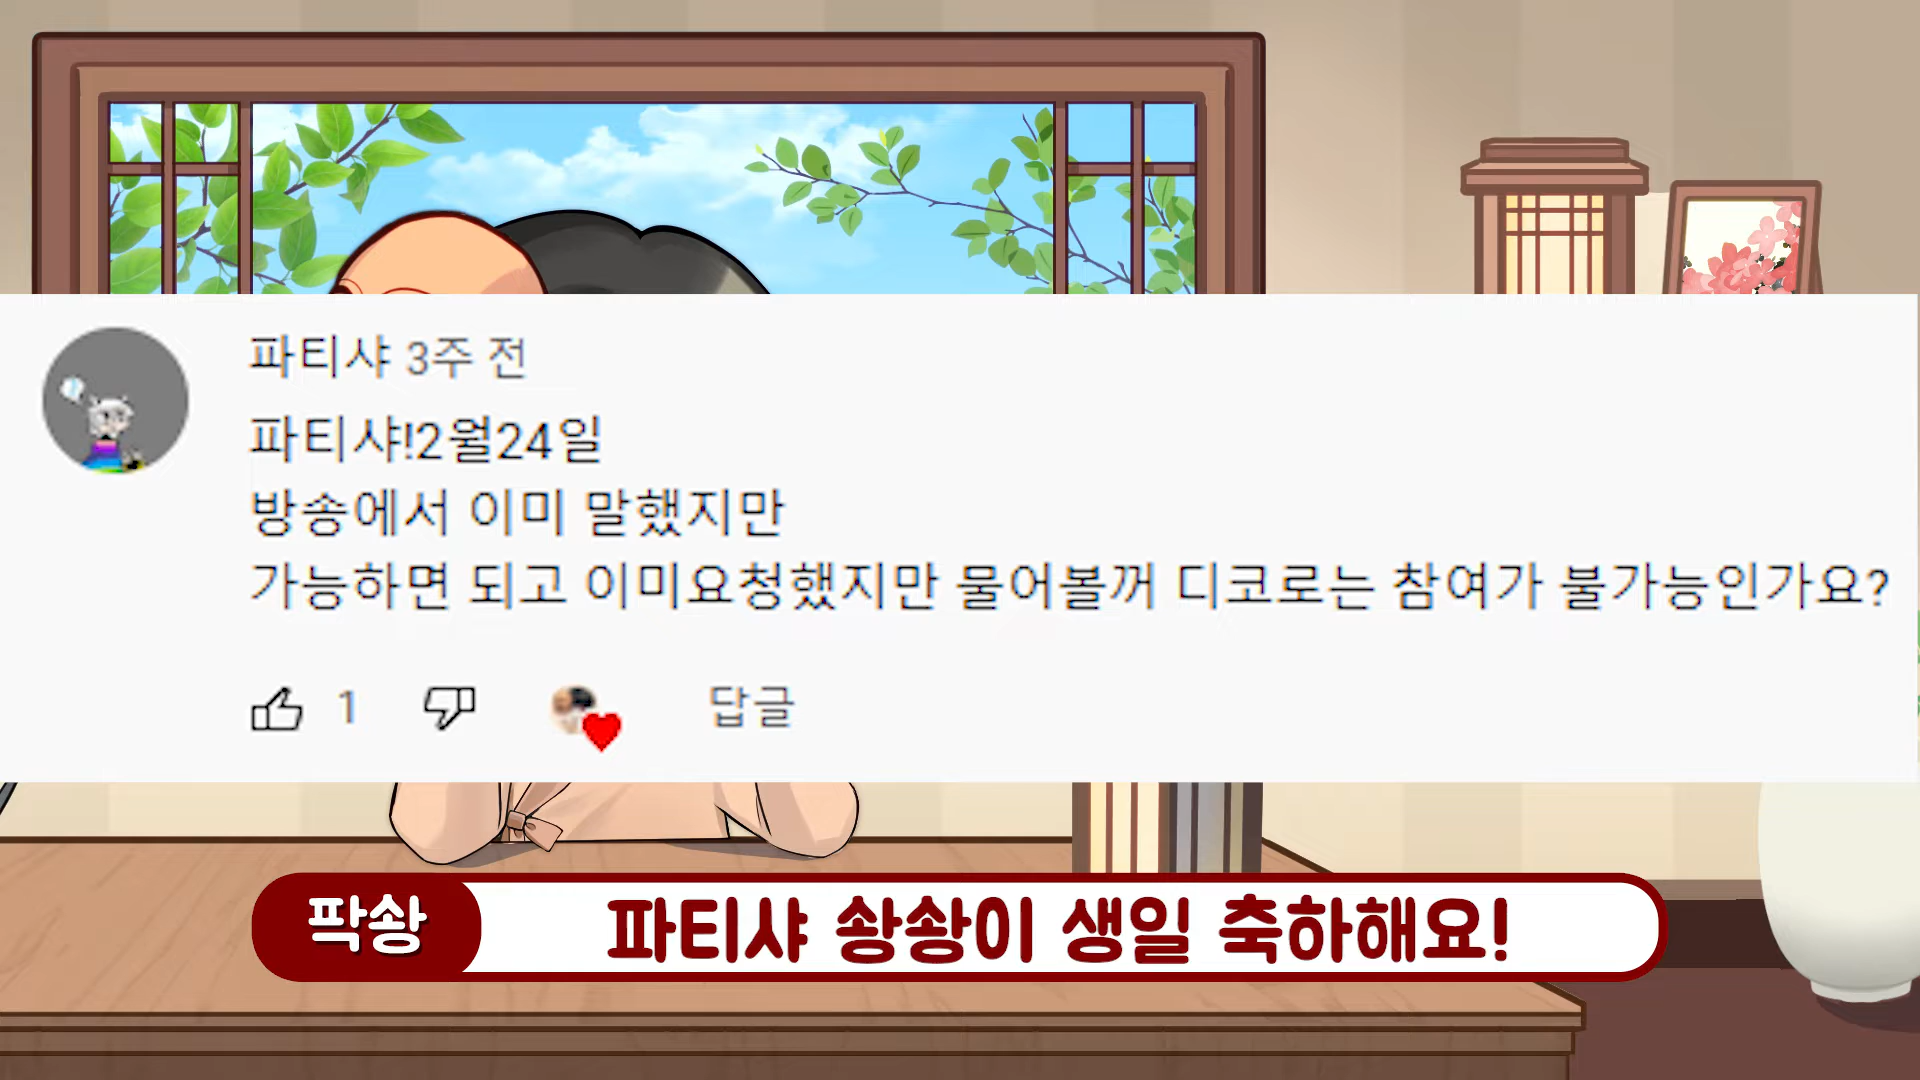 파티샤 3주 전
파티샤!2월24일
방송에서 이미 말했지만
가능하면 되고 이미요청했지만 물어볼꺼 디코로는 참여가 불가능인가요?
1 답글
팍솽 파티샤 솽솽이 생일 축하해요!